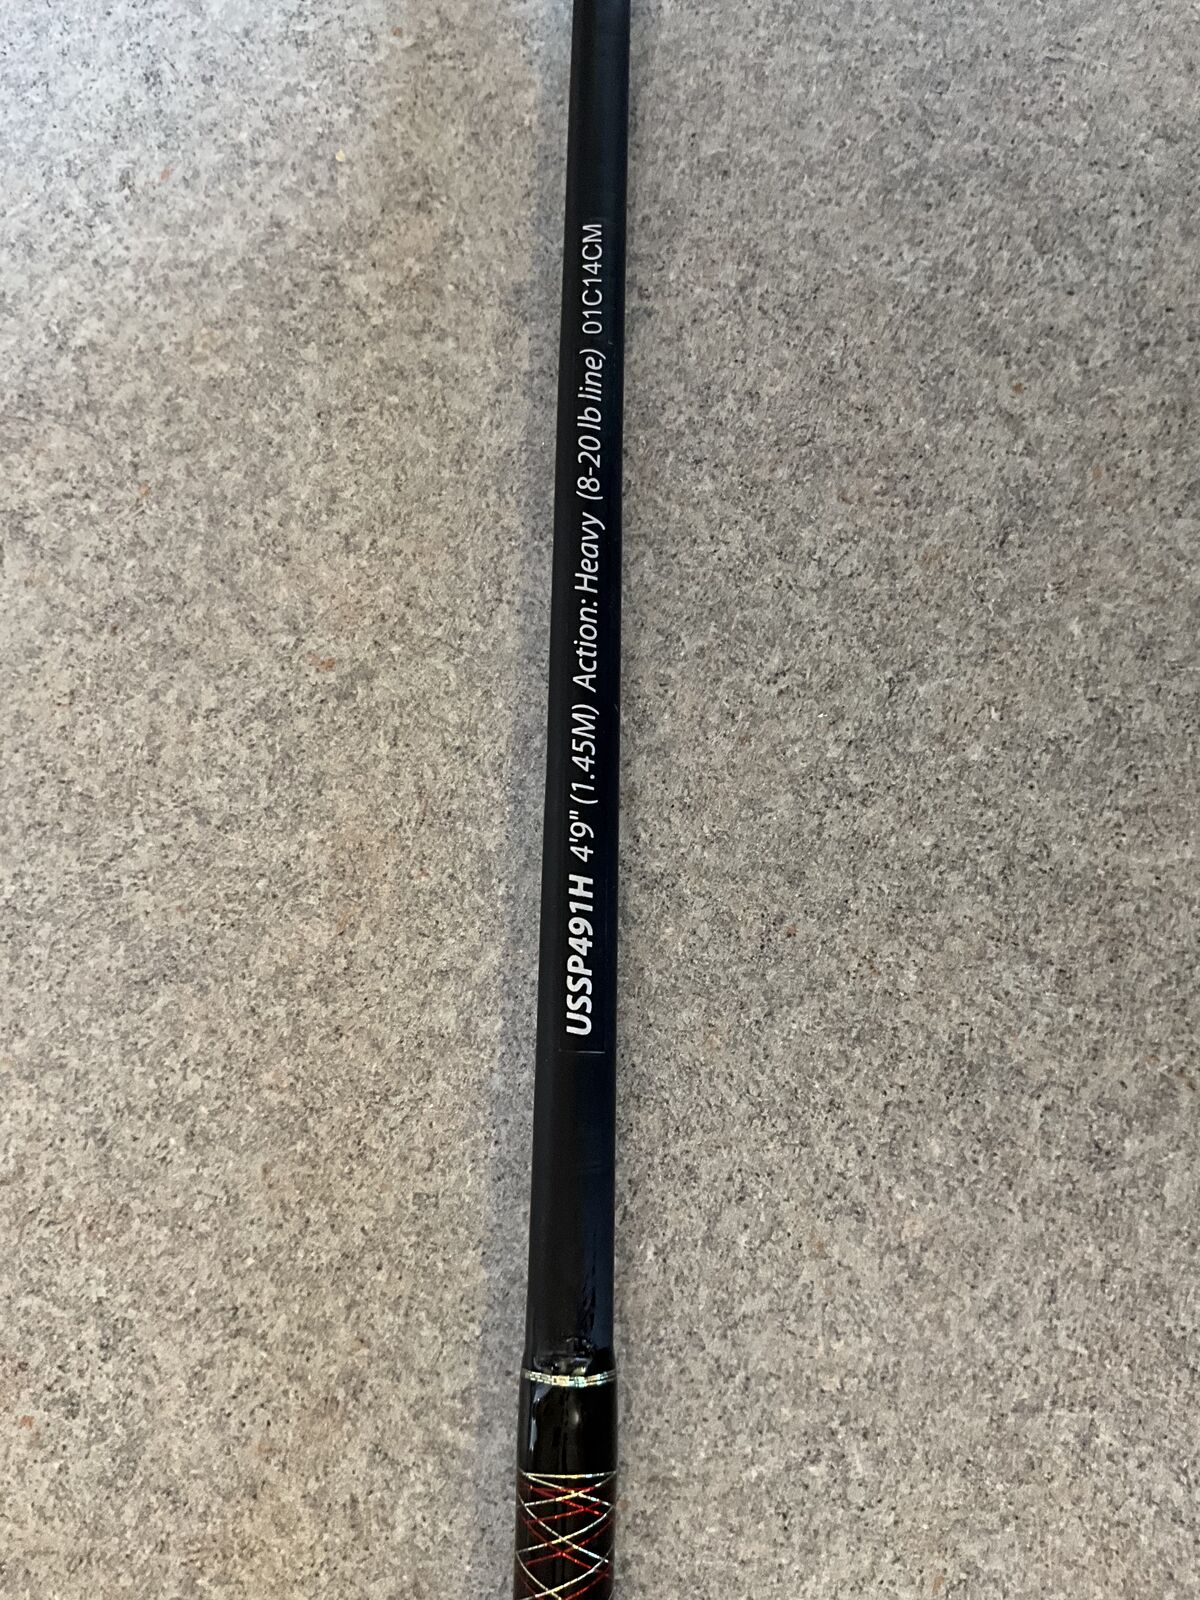 USSP491H 4'9" (1.45M) Action: Heavy (8-20 lb line) 01C14CM